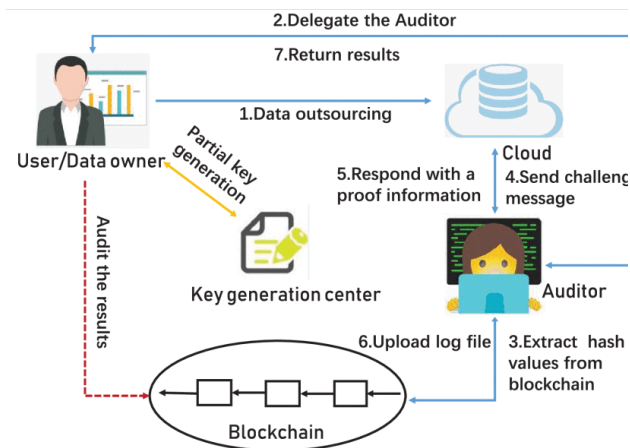 2.Delegate the Auditor
7.Return results
1.Data outsourcing
User/Data owner
Cloud
Partial key
generation
5.Respond with a
proof information
4.Send challeng
message
Audit the results
Key generation center
Auditor
6.Upload log file
3.Extract hash
values from
blockchain
Blockchain